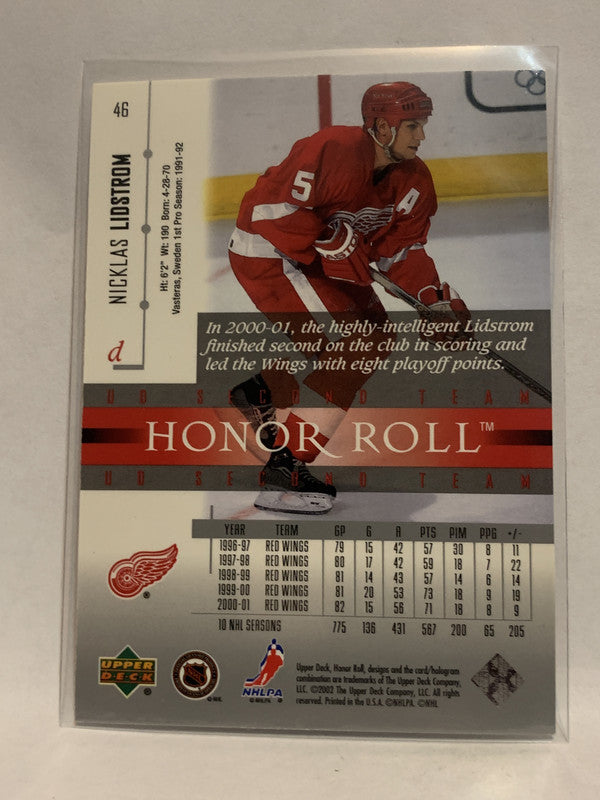 46
NICKLAS LIDSTROM
Ht: 6'2" Wt: 190 Born: 4-28-70
Vasteras, Sweden 1st Pro Season: 1991-92
d
5
A
EASTON
In 2000-01, the highly-intelligent Lidstrom
finished second on the club in scoring and
led the Wings with eight playoff points.
UD SECOND TEAM
HONOR ROLL™
UD SECOND TEAM
YEAR TEAM GP G A PTS PIM PPG +/-
1996-97 RED WINGS 79 15 42 57 30 8 11
1997-98 RED WINGS 80 17 42 59 18 7 22
1998-99 RED WINGS 81 14 43 57 14 6 14
1999-00 RED WINGS 81 20 53 73 18 9 19
2000-01 RED WINGS 82 15 56 71 18 8 9
10 NHL SEASONS 775 136 431 567 200 65 205
UPPER DECK
NHL
NHLPA
Upper Deck, Honor Roll, designs and the card/hologram
combination are trademarks of The Upper Deck Company,
LLC. ©2002 The Upper Deck Company, LLC. All rights
reserved. Printed in the U.S.A. ©NHLPA. ©NHL